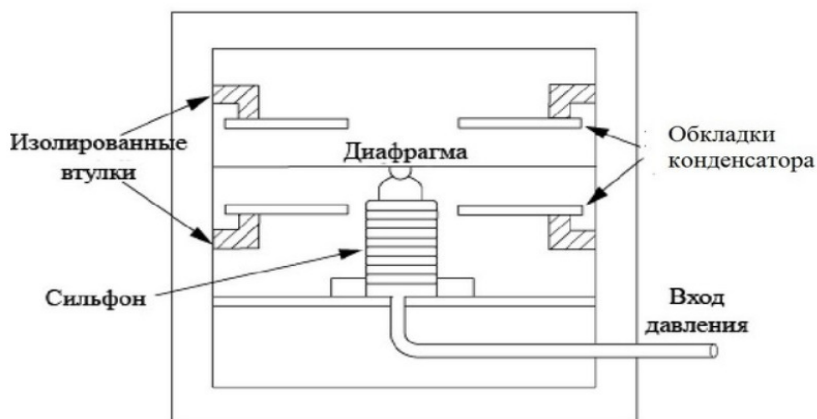 Изолированные
втулки
Диафрагма
Обкладки
конденсатора
Сильфон
Вход
давления